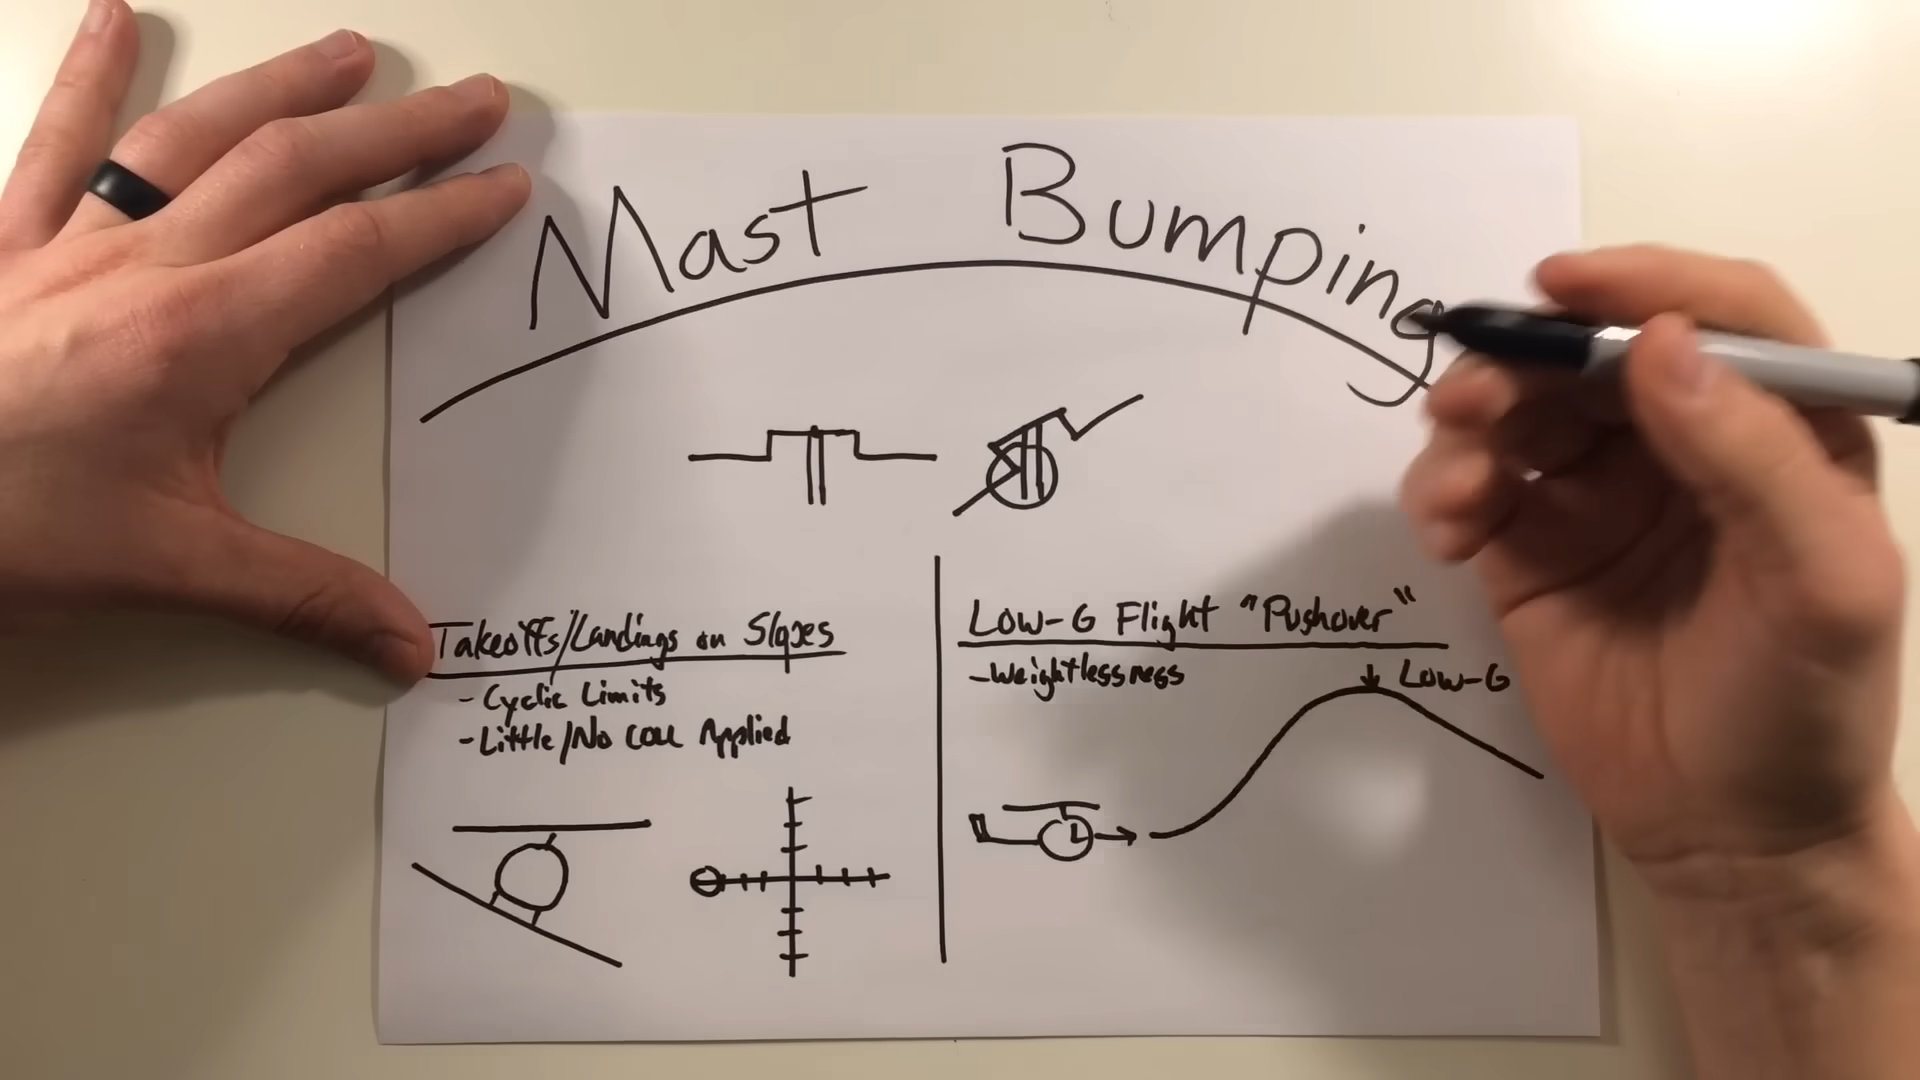 Mast Bumping
Takeoffs/Landings on Slopes
- Cyclic Limits
- Little/No Coll Applied
Low-G Flight "Pushover"
- Weightlessness
Low-G